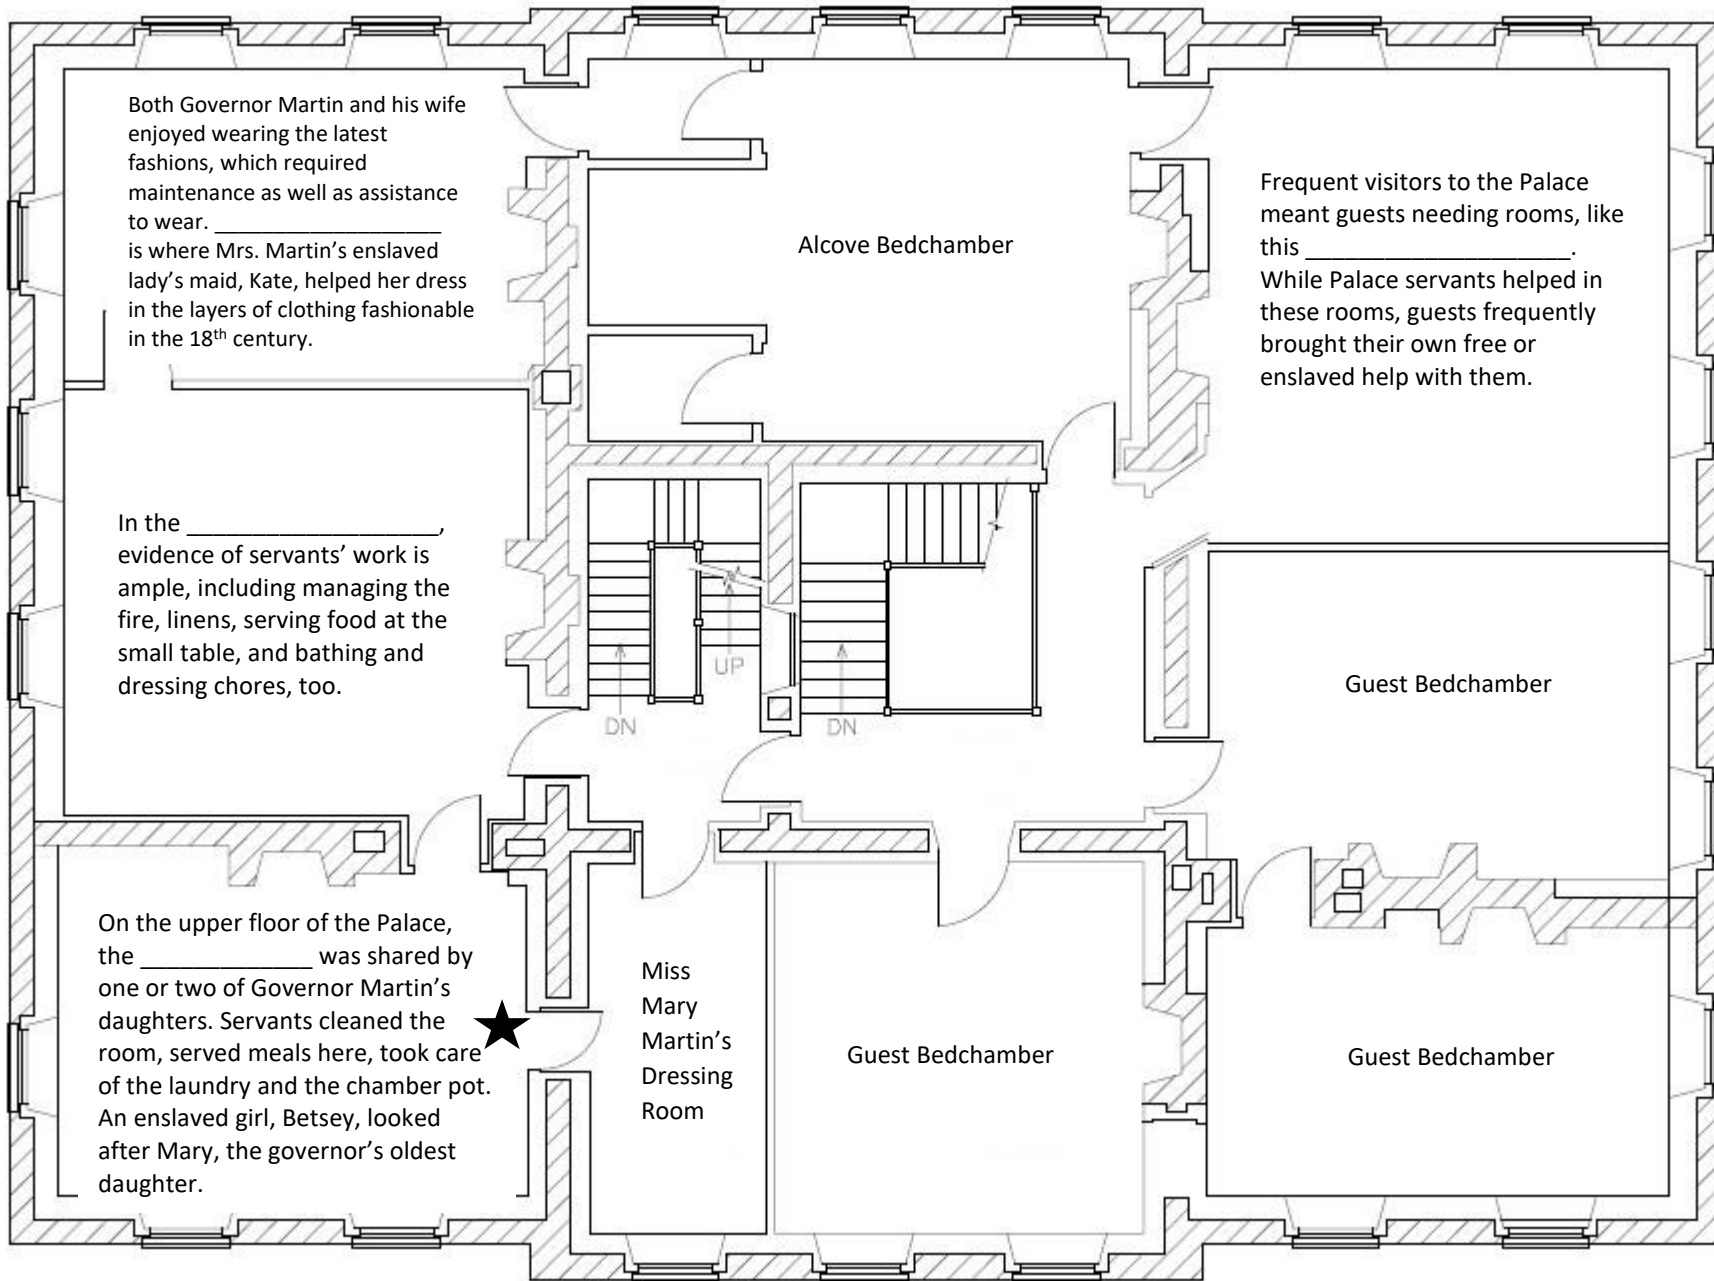 Both Governor Martin and his wife
enjoyed wearing the latest
fashions, which required
maintenance as well as assistance
to wear. ___________________
is where Mrs. Martin’s enslaved
lady’s maid, Kate, helped her dress
in the layers of clothing fashionable
in the 18th century.
Alcove Bedchamber
Frequent visitors to the Palace
meant guests needing rooms, like
this ____________________.
While Palace servants helped in
these rooms, guests frequently
brought their own free or
enslaved help with them.
In the ___________________,
evidence of servants’ work is
ample, including managing the
fire, linens, serving food at the
small table, and bathing and
dressing chores, too.
UP
DN
DN
Guest Bedchamber
On the upper floor of the Palace,
the _____________ was shared by
one or two of Governor Martin’s
daughters. Servants cleaned the
room, served meals here, took care
of the laundry and the chamber pot.
An enslaved girl, Betsey, looked
after Mary, the governor’s oldest
daughter.
Miss
Mary
Martin’s
Dressing
Room
Guest Bedchamber
Guest Bedchamber